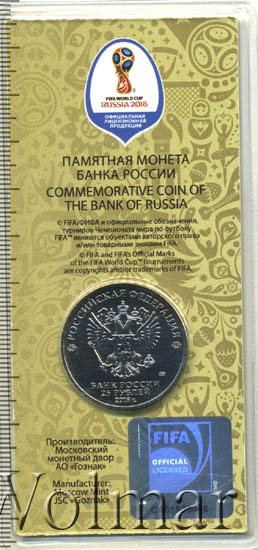 FIFA WORLD CUP
RUSSIA 2018
ОФИЦИАЛЬНАЯ
ЛИЦЕНЗИОННАЯ
ПРОДУКЦИЯ
ПАМЯТНАЯ МОНЕТА
БАНКА РОССИИ
COMMEMORATIVE COIN OF
THE BANK OF RUSSIA
© FIFA/ФИФА и официальные обозначения
турниров Чемпионата мира по футболу
FIFA™ являются объектами авторского права
и/или товарными знаками FIFA.
© FIFA and FIFA's Official Marks
of the FIFA World Cup™ tournaments
are copyrights and/or trademarks of FIFA.
РОССИЙСКАЯ ФЕДЕРАЦИЯ
БАНК РОССИИ
25 РУБЛЕЙ
2018 г.
Производитель:
Московский
монетный двор
АО «Гознак»
Manufacturer:
Moscow Mint
JSC «Goznak»
FIFA
OFFICIAL
LICENSED
Wolmar